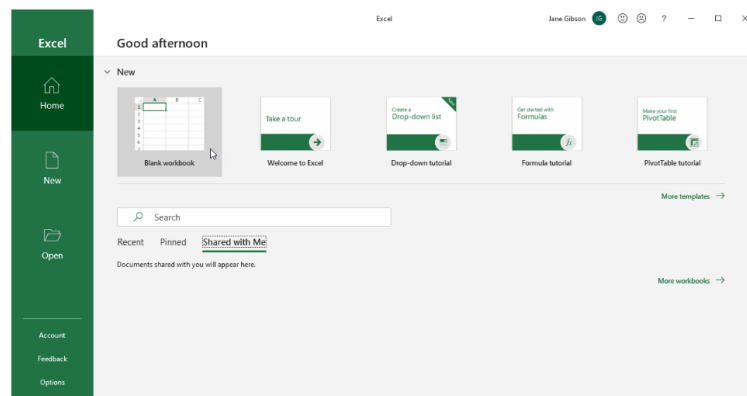 Excel
Jane Gibson JG ?
Excel
Good afternoon
New
Home
A B C
Take a tour
Create a
Drop-down list
Get started with
Formulas
fx
Make your first
PivotTable
Blank workbook
Welcome to Excel
Drop-down tutorial
Formula tutorial
PivotTable tutorial
New
More templates
Search
Recent Pinned Shared with Me
Open
Documents shared with you will appear here.
More workbooks
Account
Feedback
Options